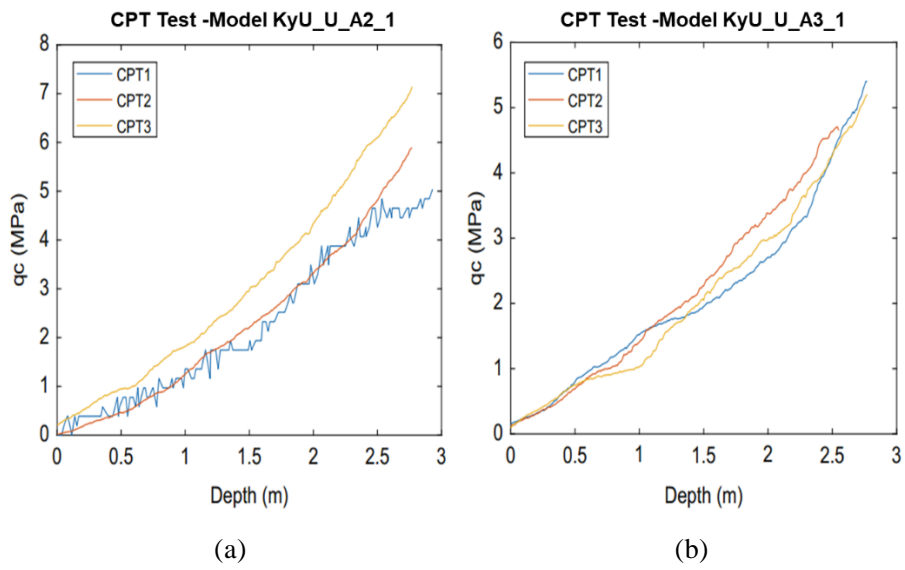 CPT Test -Model KyU_U_A2_1
8
7
6
5
4
3
2
1
0
qc (MPa)
CPT1
CPT2
CPT3
0 0.5 1 1.5 2 2.5 3
Depth (m)
(a)
CPT Test -Model KyU_U_A3_1
6
5
4
3
2
1
0
qc (MPa)
CPT1
CPT2
CPT3
0 0.5 1 1.5 2 2.5 3
Depth (m)
(b)